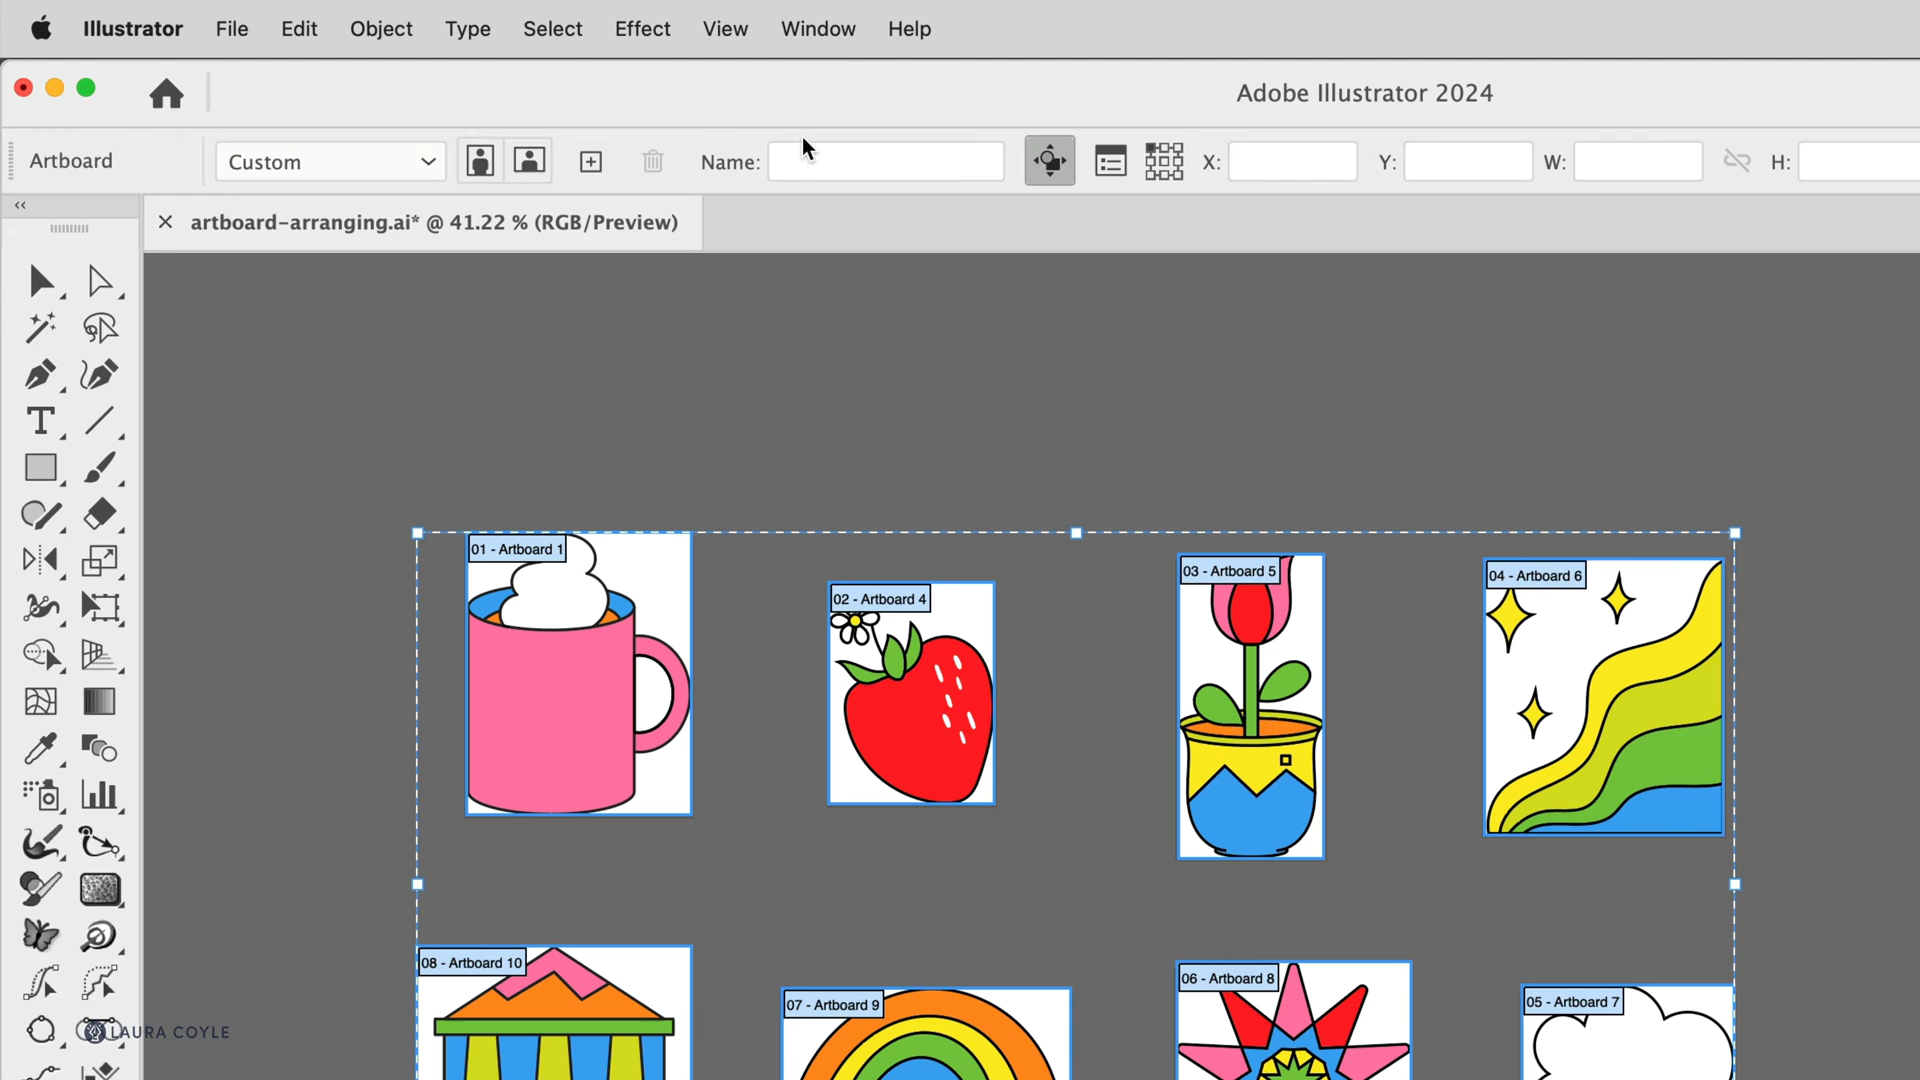 Illustrator File Edit Object Type Select Effect View Window Help
Adobe Illustrator 2024
Artboard Custom Name: X: Y: W: H:
artboard-arranging.ai* @ 41.22 % (RGB/Preview)
01 - Artboard 1
02 - Artboard 4
03 - Artboard 5
04 - Artboard 6
08 - Artboard 10
07 - Artboard 9
06 - Artboard 8
05 - Artboard 7
LAURA COYLE